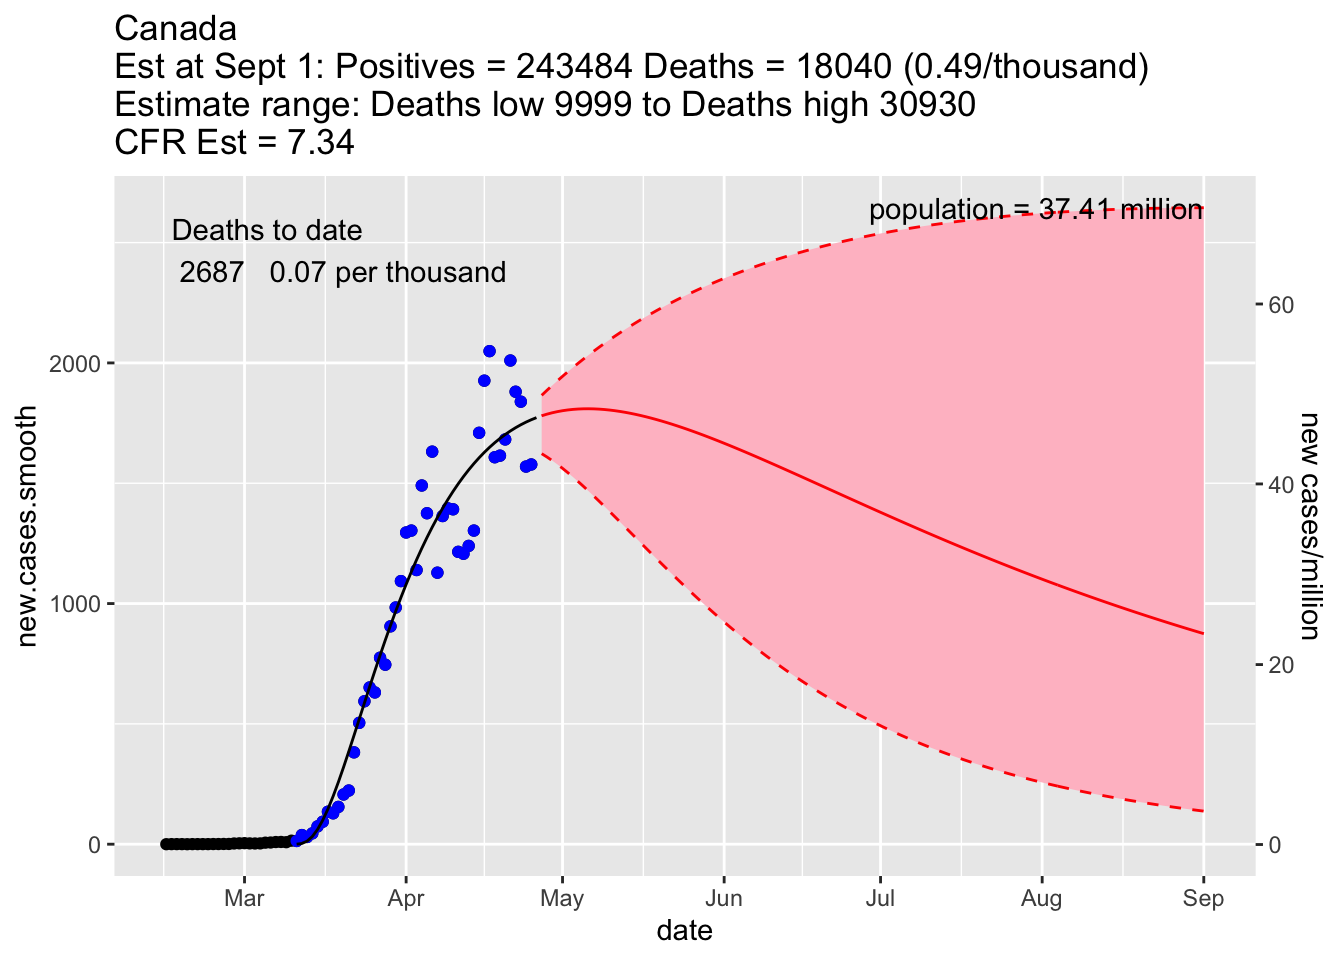 Canada
Est at Sept 1: Positives = 243484 Deaths = 18040 (0.49/thousand)
Estimate range: Deaths low 9999 to Deaths high 30930
CFR Est = 7.34
population = 37.41 million
Deaths to date
2687 0.07 per thousand
2000
1000
0
new.cases.smooth
60
40
20
0
new cases/million
Mar Apr May Jun Jul Aug Sep
date